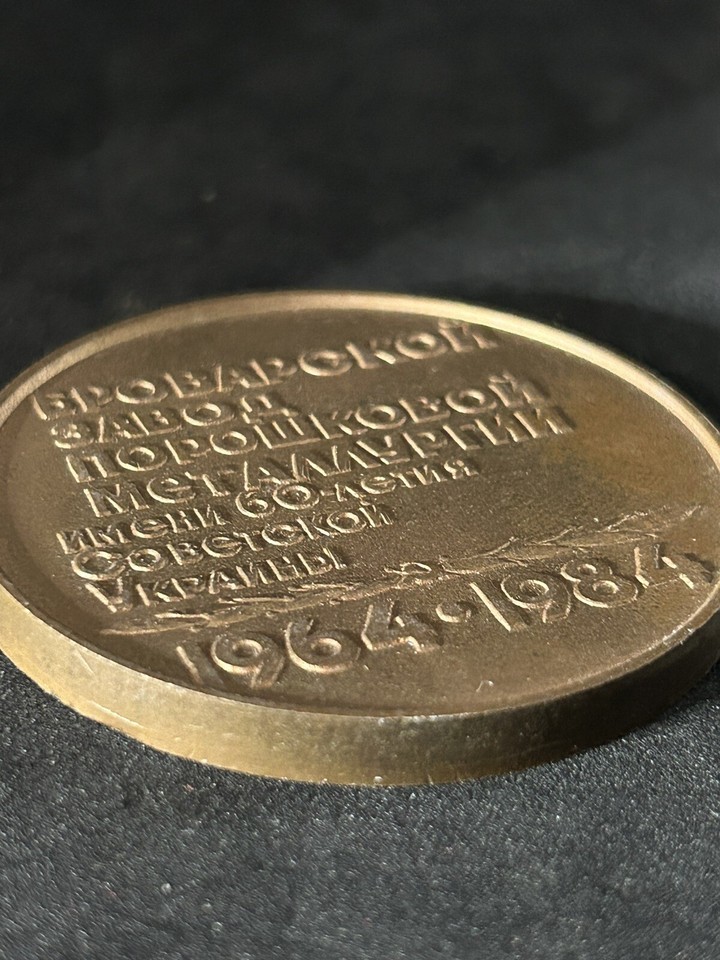 БРОВАРСКОЙ
ЗАВОД
ПОРОШКОВОЙ
МЕТАЛЛУРГИИ
ИМЕНИ 60-ЛЕТИЯ
СОВЕТСКОЙ
УКРАИНЫ
1964·1984